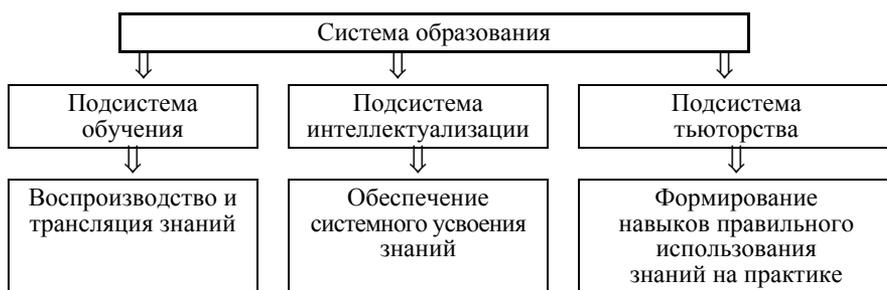 Система образования
Подсистема
обучения
Подсистема
интеллектуализации
Подсистема
тьюторства
Воспроизводство и
трансляция знаний
Обеспечение
системного усвоения
знаний
Формирование
навыков правильного
использования
знаний на практике